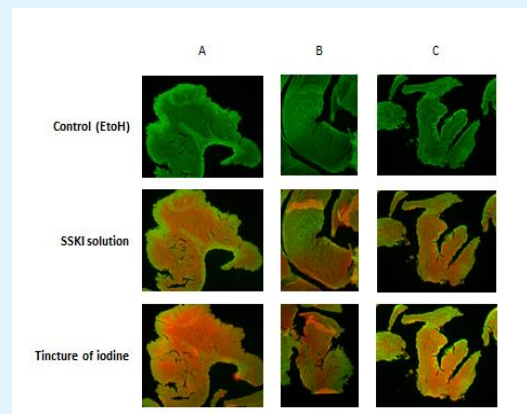 A B C
Control (EtoH)
SSKI solution
Tincture of iodine